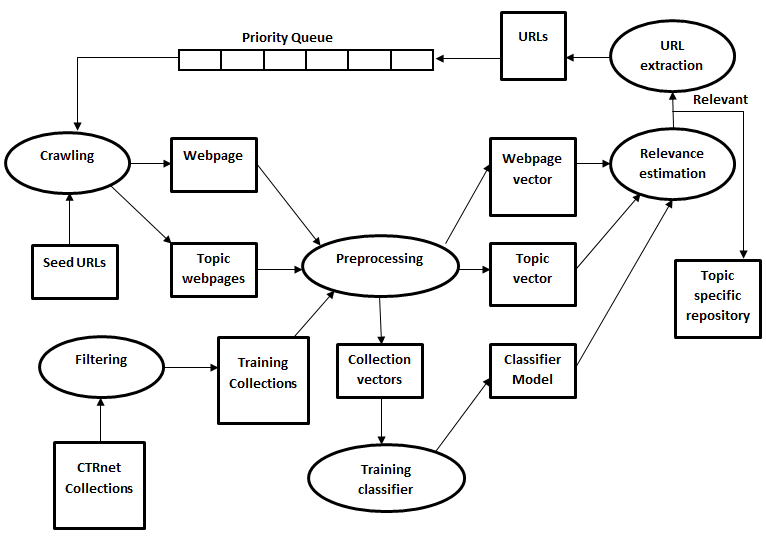 Priority Queue
URLs
URL
extraction
Relevant
Crawling
Webpage
Webpage
vector
Relevance
estimation
Seed URLs
Topic
webpages
Preprocessing
Topic
vector
Topic
specific
repository
Filtering
Training
Collections
Collection
vectors
Classifier
Model
CTRnet
Collections
Training
classifier